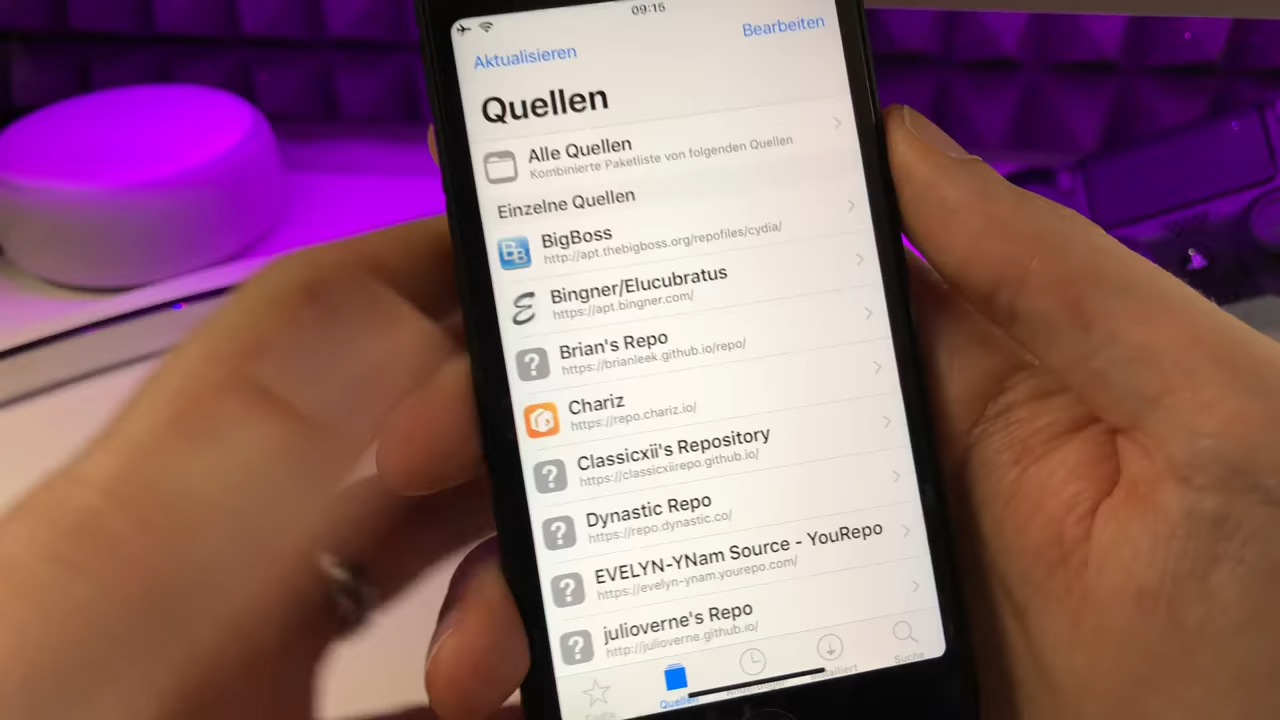 09:15
Aktualisieren
Bearbeiten
Quellen
Alle Quellen
Kombinierte Paketliste von folgenden Quellen
Einzelne Quellen
BB
BigBoss
http://apt.thebigboss.org/repofiles/cydia/
Bingner/Elucubratus
https://apt.bingner.com/
Brian's Repo
https://brianleek.github.io/repo/
Chariz
https://repo.chariz.io/
Classicxii's Repository
https://classicxiirepo.github.io/
Dynastic Repo
https://repo.dynastic.co/
EVELYN-YNam Source - YouRepo
https://evelyn-ynam.yourepo.com/
julioverne's Repo
http://julioverne.github.io/
Quellen
Suche